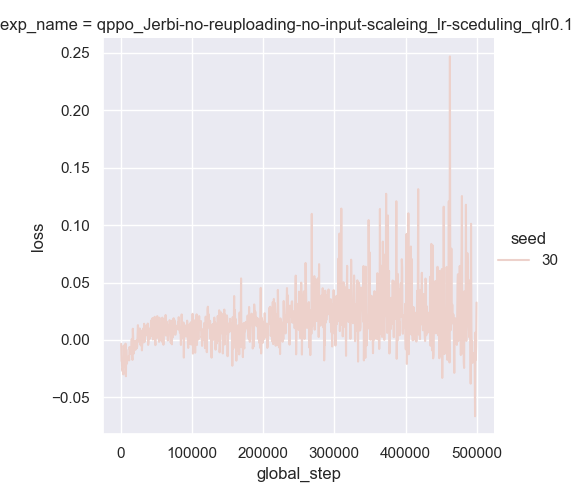 exp_name = qppo_Jerbi-no-reuploading-no-input-scaleing_lr-sceduling_qlr0.1
0.25
0.20
0.15
0.10
0.05
0.00
−0.05
loss
0 100000 200000 300000 400000 500000
global_step
seed
30